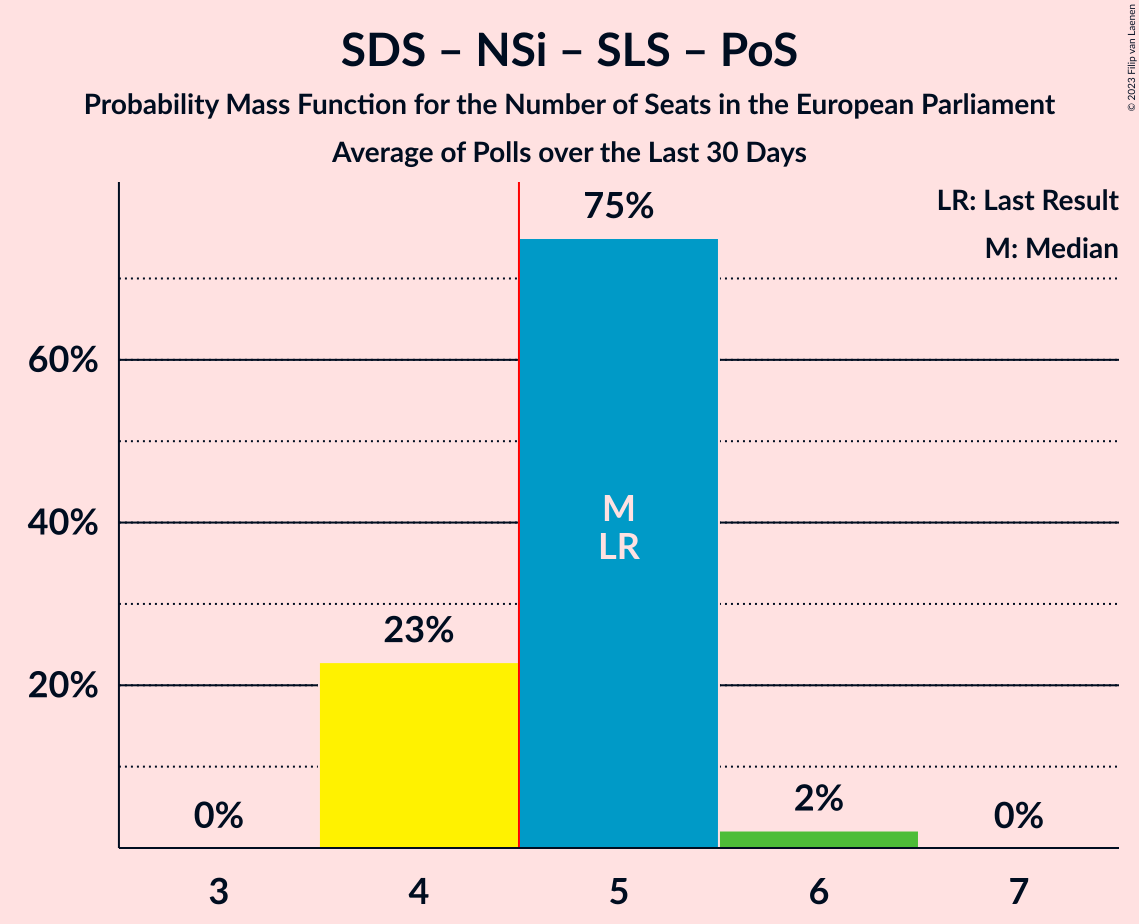 SDS – NSi – SLS – PoS
Probability Mass Function for the Number of Seats in the European Parliament
Average of Polls over the Last 30 Days
© 2023 Filip van Laenen
LR: Last Result
M: Median
75%
60%
40%
M
LR
23%
20%
2%
0%
0%
3
4
5
6
7